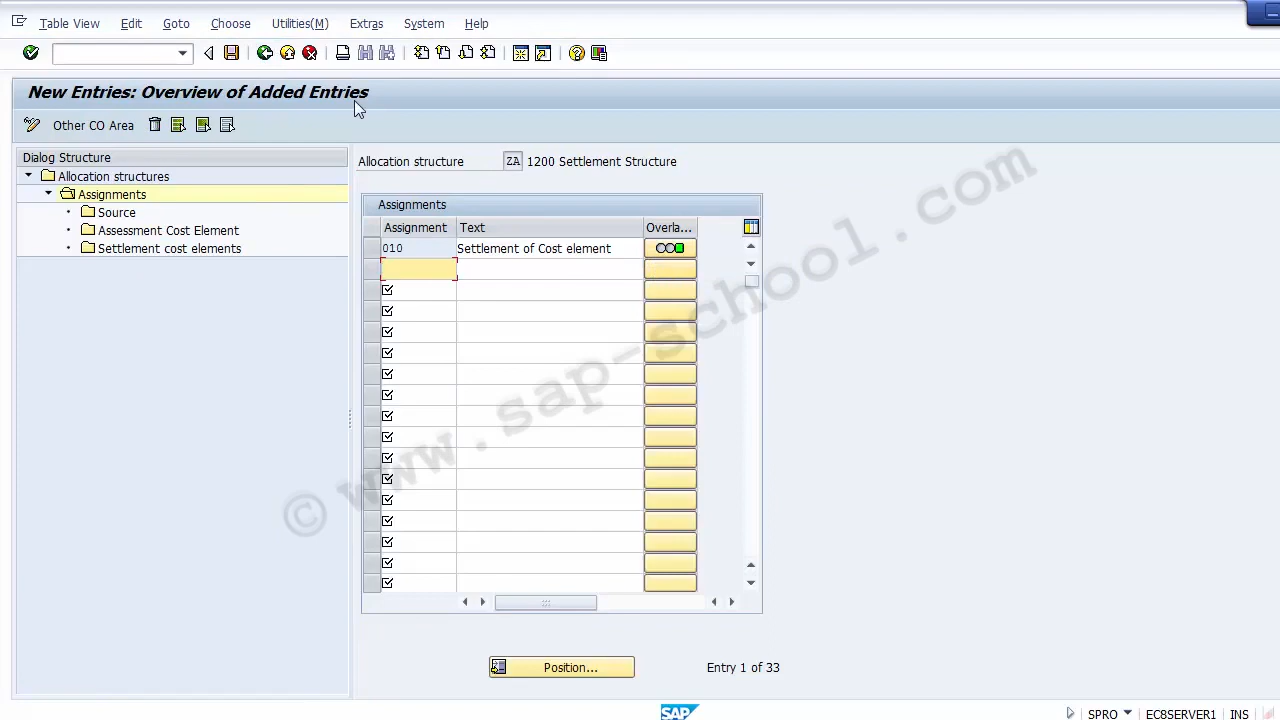 Table View Edit Goto Choose Utilities(M) Extras System Help
New Entries: Overview of Added Entries
Other CO Area
Dialog Structure
Allocation structures
Assignments
Source
Assessment Cost Element
Settlement cost elements
Allocation structure ZA 1200 Settlement Structure
Assignments
Assignment Text Overla...
010 Settlement of Cost element
© www.sap-school.com
Position... Entry 1 of 33
SAP SPRO EC8SERVER1 INS